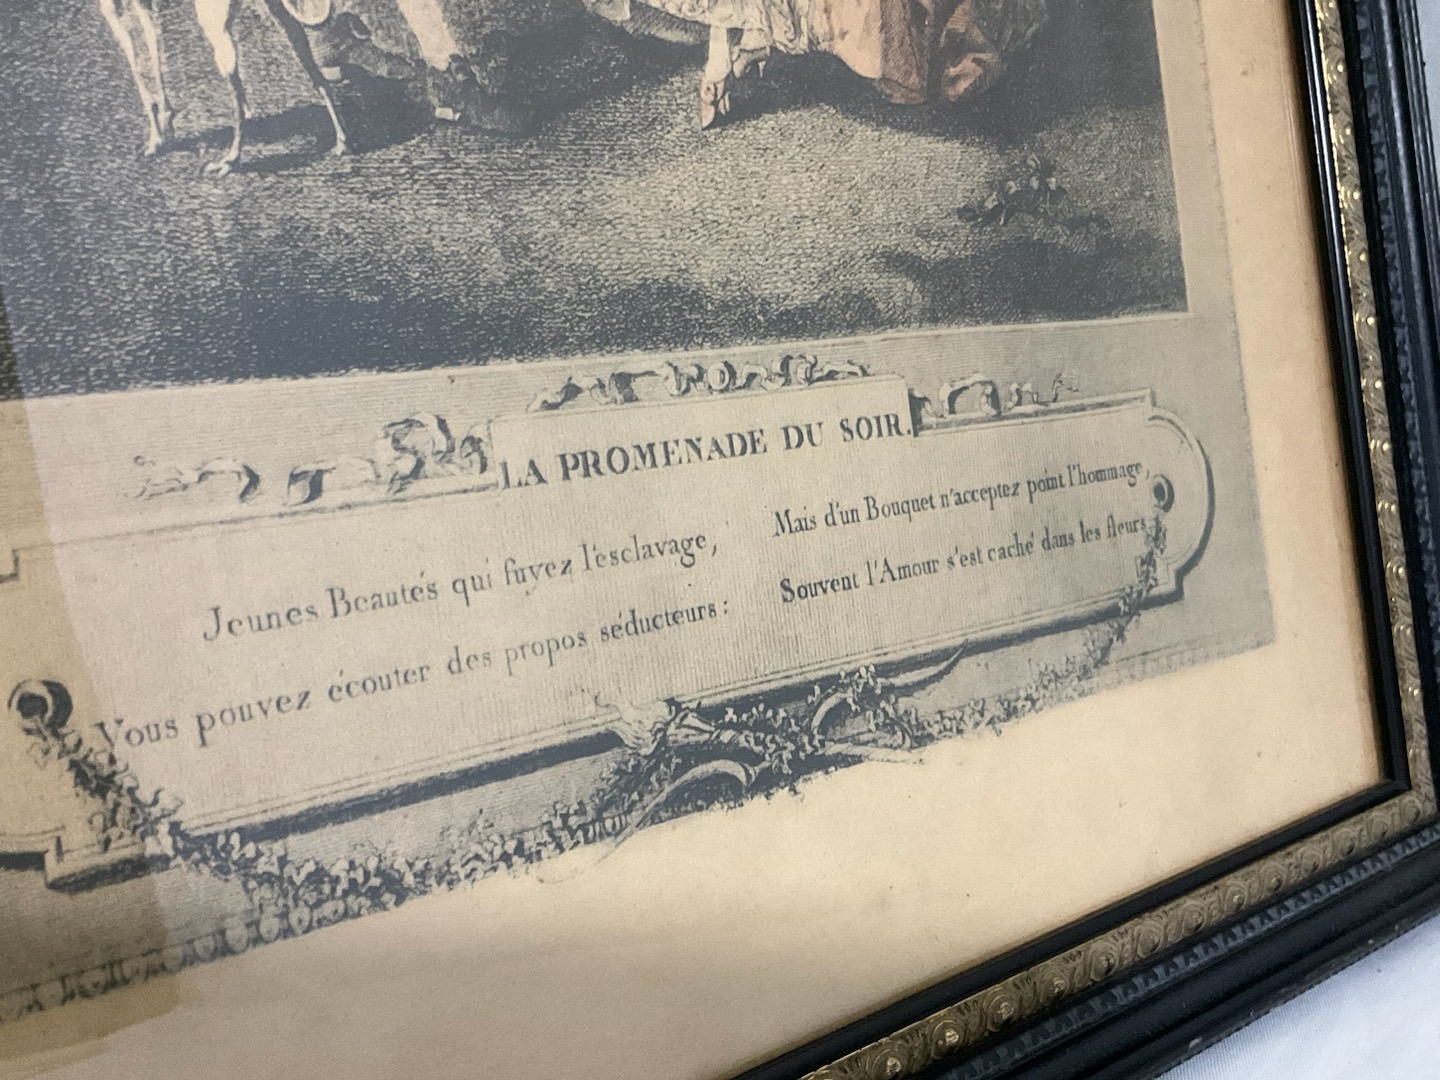 LA PROMENADE DU SOIR.
Jeunes Beautés qui fuyez l'esclavage,
Vous pouvez écouter des propos séducteurs:
Mais d'un Bouquet n'acceptez point l'hommage,
Souvent l'Amour s'est caché dans les fleurs